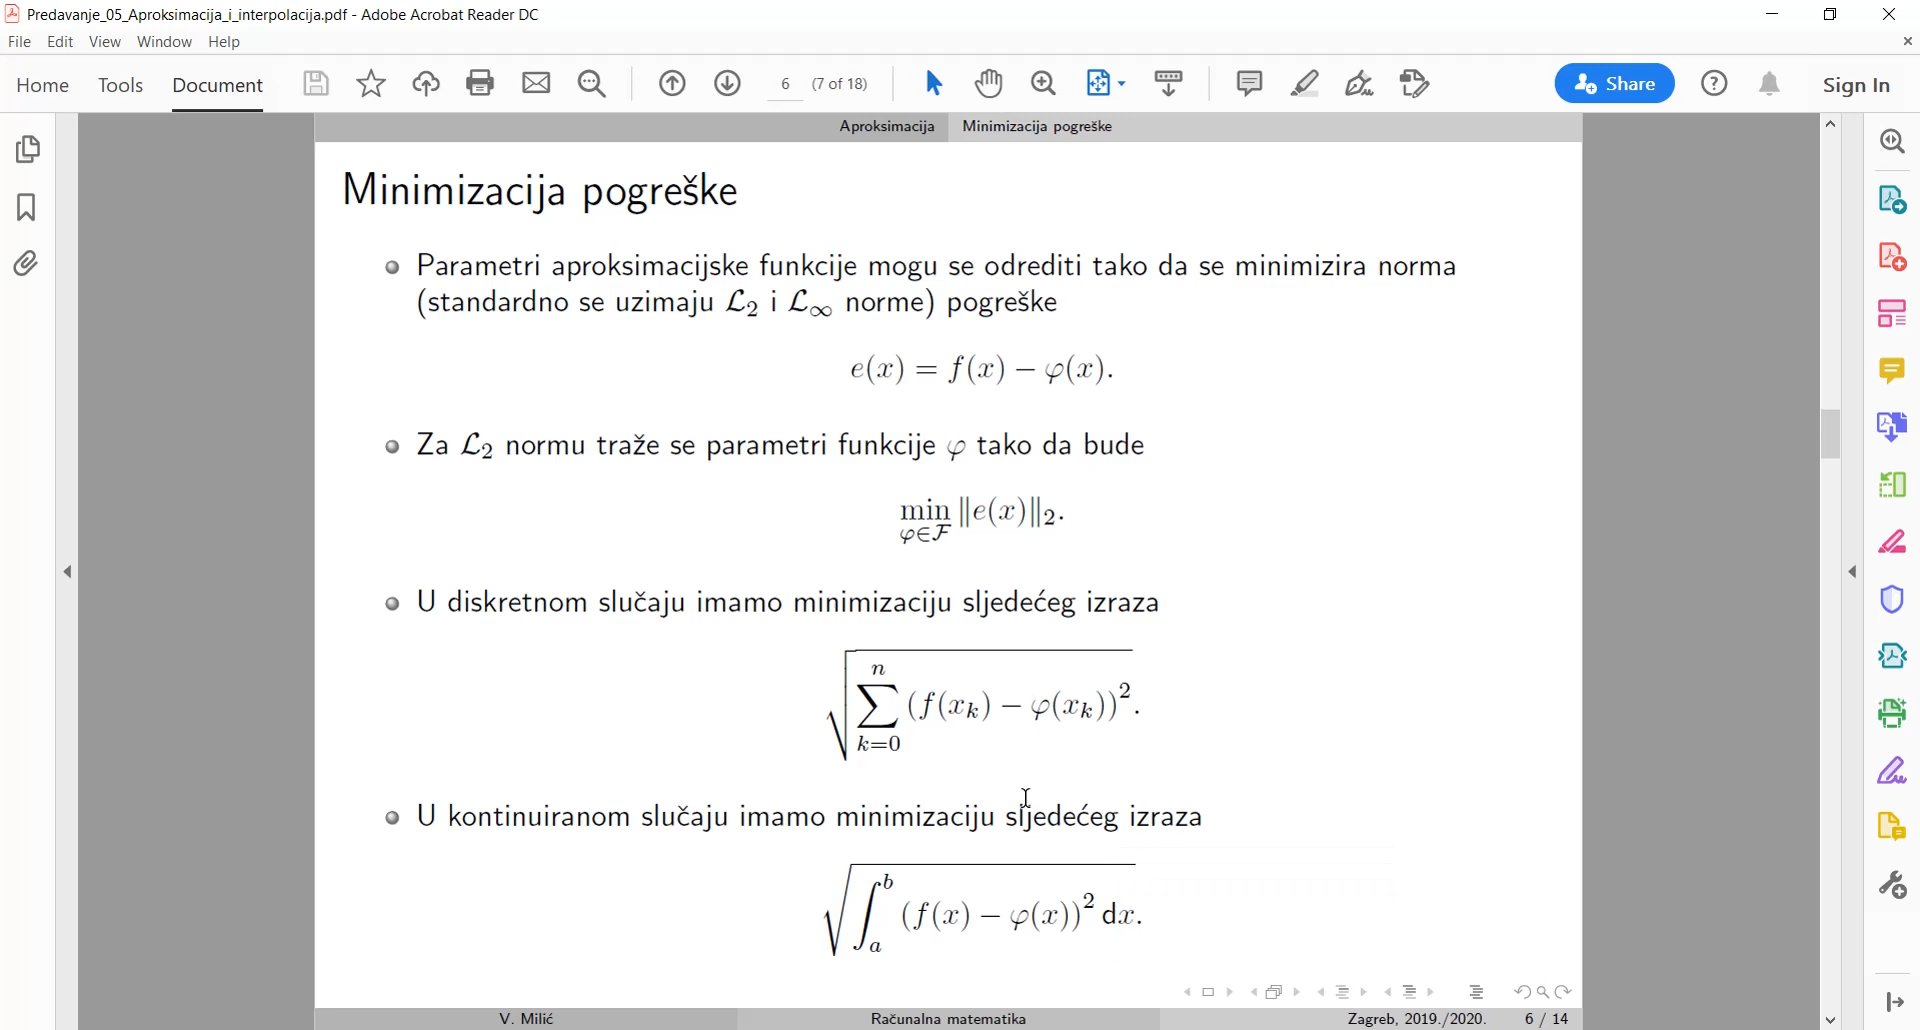 Predavanje_05_Aproksimacija_i_interpolacija.pdf - Adobe Acrobat Reader DC
File Edit View Window Help
Home Tools Document 6 (7 of 18) Share Sign In
Aproksimacija Minimizacija pogreške
Minimizacija pogreške
Parametri aproksimacijske funkcije mogu se odrediti tako da se minimizira norma
(standardno se uzimaju ℒ₂ i ℒ∞ norme) pogreške
e(x) = f(x) − φ(x).
Za ℒ₂ normu traže se parametri funkcije φ tako da bude
min_{φ∈ℱ} ‖e(x)‖₂.
U diskretnom slučaju imamo minimizaciju sljedećeg izraza
√(∑_{k=0}^{n} (f(x_k) − φ(x_k))²).
U kontinuiranom slučaju imamo minimizaciju sljedećeg izraza
√(∫_a^b (f(x) − φ(x))² dx).
V. Milić Računalna matematika Zagreb, 2019./2020. 6 / 14